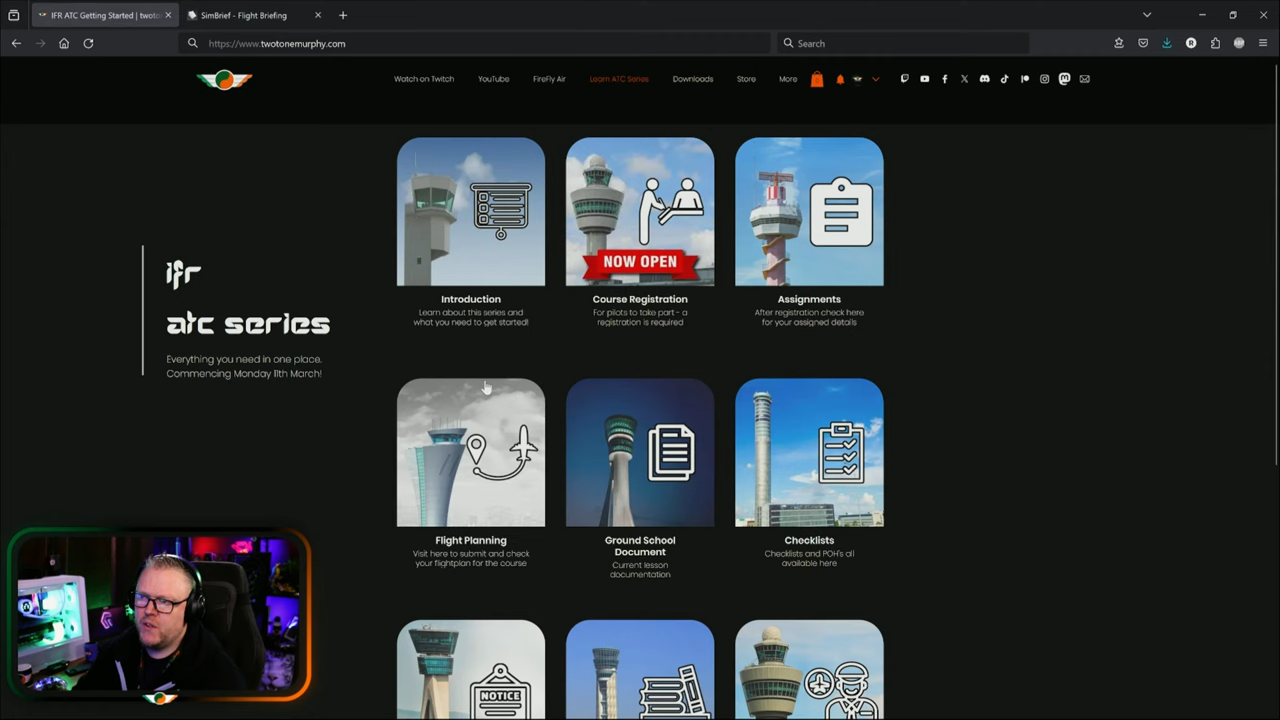 IFR ATC Getting Started | twoto
SimBrief - Flight Briefing
https://www.twotonemurphy.com
Search
Watch on Twitch
YouTube
FireFly Air
Learn ATC Series
Downloads
Store
More
ifr
atc series
Everything you need in one place.
Commencing Monday 11th March!
NOW OPEN
Introduction
Learn about this series and
what you need to get started!
Course Registration
For pilots to take part - a
registration is required
Assignments
After registration check here
for your assigned details
Flight Planning
Visit here to submit and check
your flightplan for the course
Ground School
Document
Current lesson
documentation
Checklists
Checklists and POH's all
available here
NOTICE